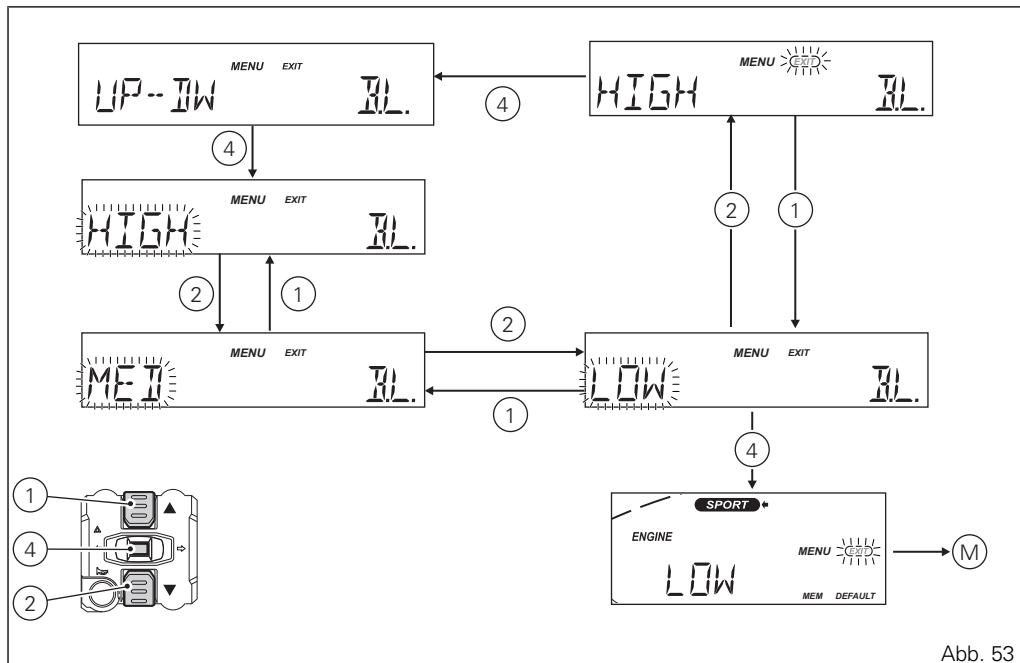 MENU EXIT
UP-DW B.L.
4
MENU EXIT
HIGH B.L.
4
MENU EXIT
HIGH B.L.
2
1
2
1
MENU EXIT
MED B.L.
2
1
MENU EXIT
LOW B.L.
4
1
4
2
SPORT
ENGINE
MENU EXIT
LOW
MEM DEFAULT
M
Abb. 53